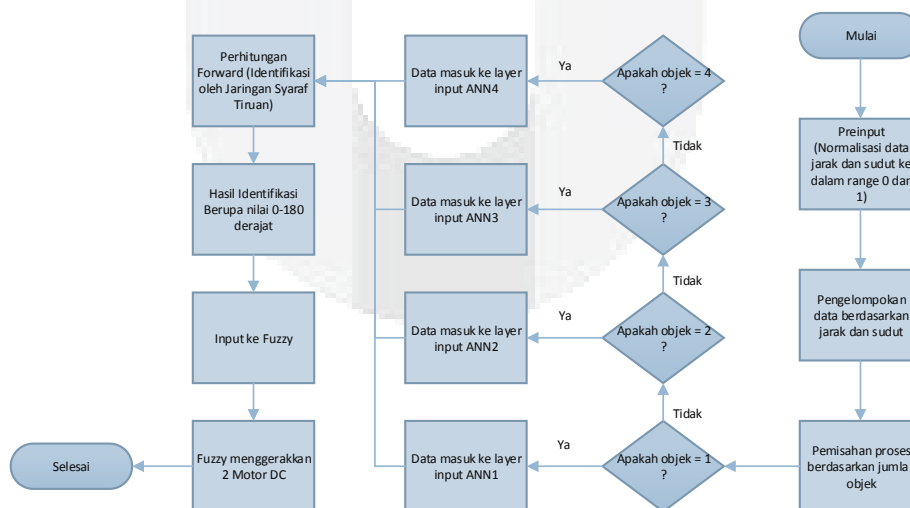 Mulai
Preinput
(Normalisasi data
jarak dan sudut ke
dalam range 0 dan
1)
Pengelompokan
data berdasarkan
jarak dan sudut
Pemisahan proses
berdasarkan jumla
objek
Apakah objek = 1
?
Ya
Tidak
Data masuk ke layer
input ANN1
Apakah objek = 2
?
Ya
Tidak
Data masuk ke layer
input ANN2
Apakah objek = 3
?
Ya
Tidak
Data masuk ke layer
input ANN3
Apakah objek = 4
?
Ya
Data masuk ke layer
input ANN4
Perhitungan
Forward (Identifikasi
oleh Jaringan Syaraf
Tiruan)
Hasil Identifikasi
Berupa nilai 0-180
derajat
Input ke Fuzzy
Fuzzy menggerakkan
2 Motor DC
Selesai